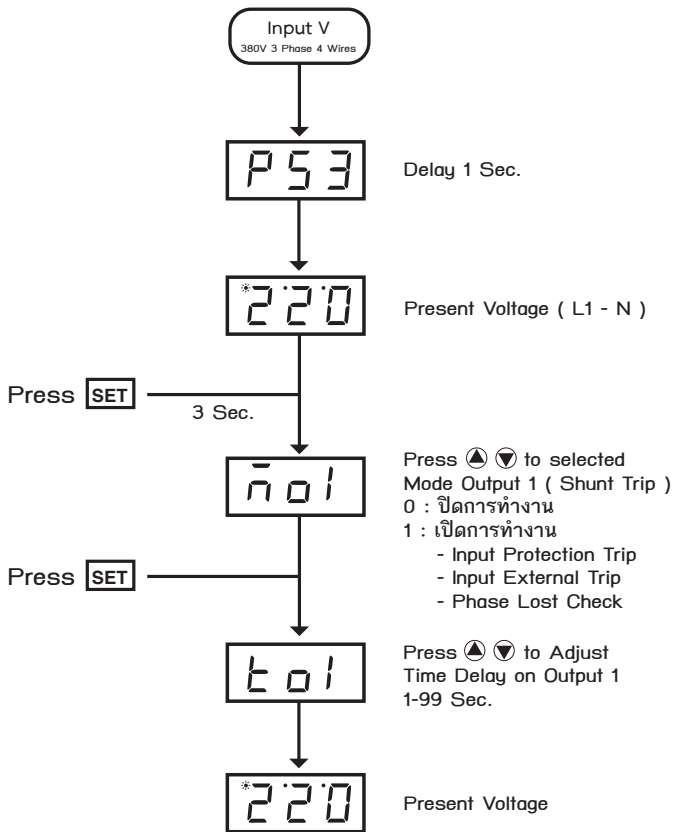 Input V
380V 3 Phase 4 Wires
PS3
Delay 1 Sec.
220
Present Voltage ( L1 - N )
Press SET
3 Sec.
ño1
Press ▲ ▼ to selected
Mode Output 1 ( Shunt Trip )
0 : ปิดการทำงาน
1 : เปิดการทำงาน
- Input Protection Trip
- Input External Trip
- Phase Lost Check
Press SET
to1
Press ▲ ▼ to Adjust
Time Delay on Output 1
1-99 Sec.
220
Present Voltage